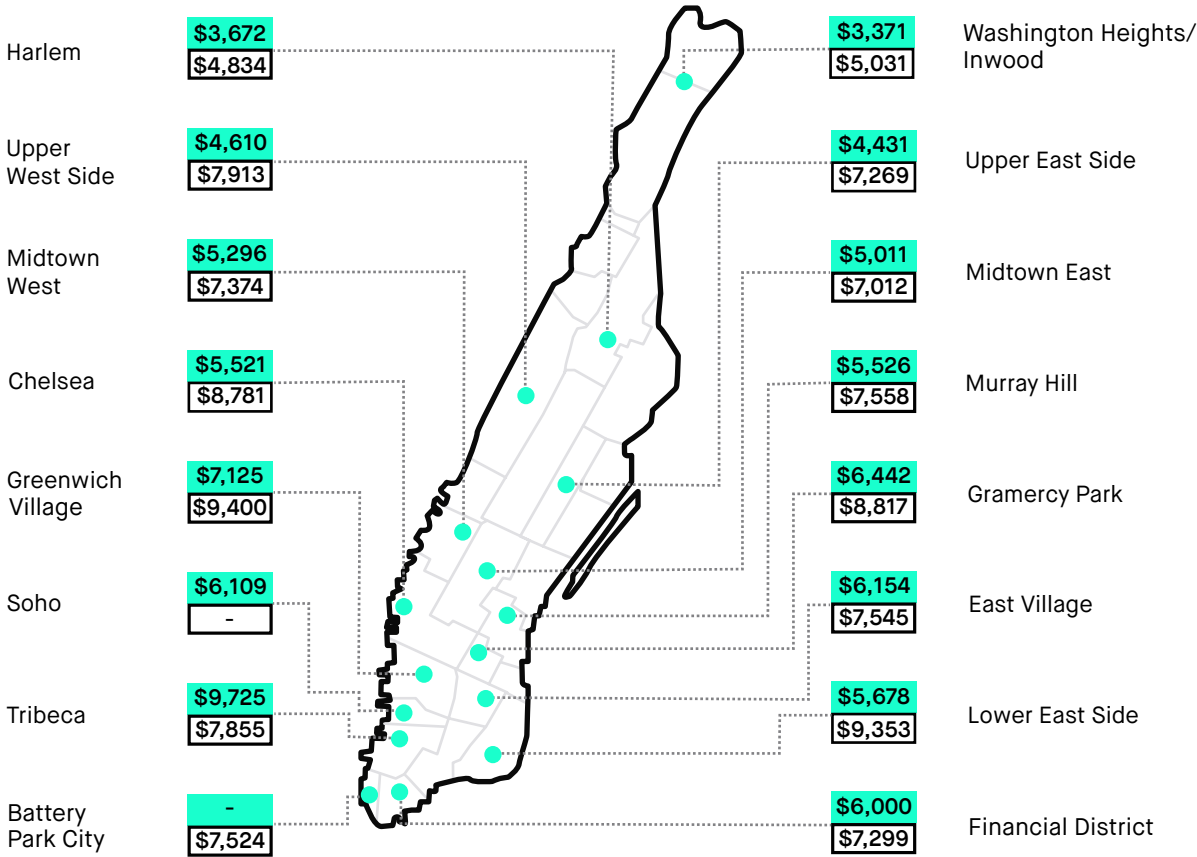 Harlem
$3,672
$4,834
Upper
West Side
$4,610
$7,913
Midtown
West
$5,296
$7,374
Chelsea
$5,521
$8,781
Greenwich
Village
$7,125
$9,400
Soho
$6,109
-
Tribeca
$9,725
$7,855
Battery
Park City
-
$7,524
$3,371
$5,031
Washington Heights/
Inwood
$4,431
$7,269
Upper East Side
$5,011
$7,012
Midtown East
$5,526
$7,558
Murray Hill
$6,442
$8,817
Gramercy Park
$6,154
$7,545
East Village
$5,678
$9,353
Lower East Side
$6,000
$7,299
Financial District